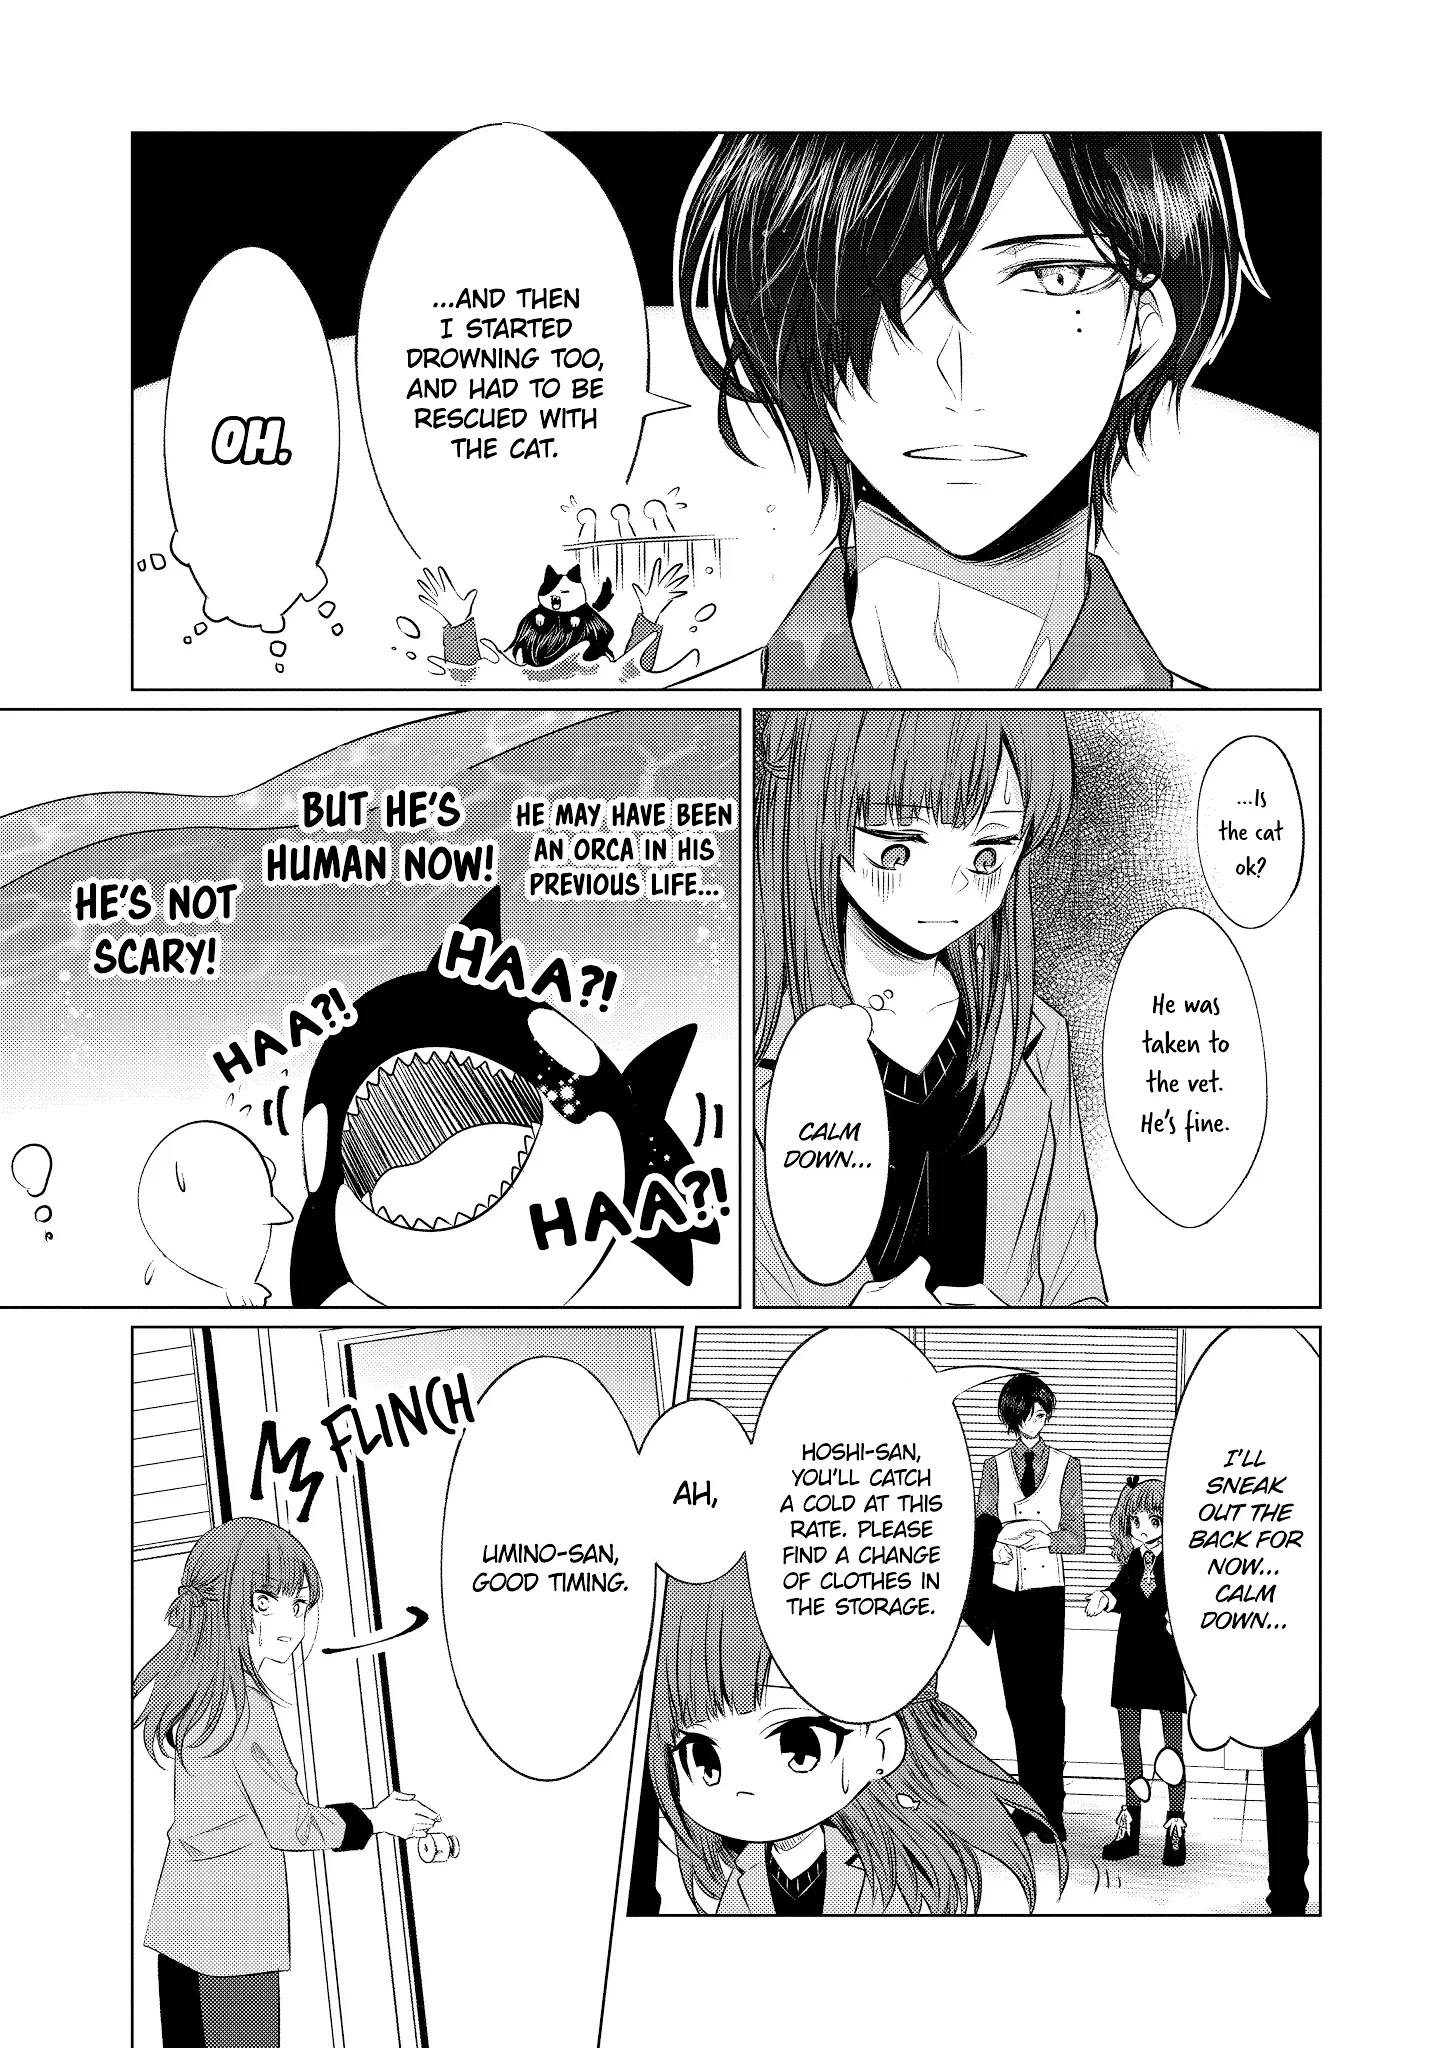 ...AND THEN
I STARTED
DROWNING TOO,
AND HAD TO BE
RESCUED WITH
THE CAT.
OH.
...Is
the cat
ok?
He was
taken to
the vet.
He's fine.
CALM
DOWN...
HE MAY HAVE BEEN
AN ORCA IN HIS
PREVIOUS LIFE...
BUT HE'S
HUMAN NOW!
HE'S NOT
SCARY!
HAA?!
HAA?!
HAA?!
I'LL
SNEAK
OUT THE
BACK FOR
NOW...
CALM
DOWN...
HOSHI-SAN,
YOU'LL CATCH
A COLD AT THIS
RATE. PLEASE
FIND A CHANGE
OF CLOTHES IN
THE STORAGE.
AH,
UMINO-SAN,
GOOD TIMING.
FLINCH